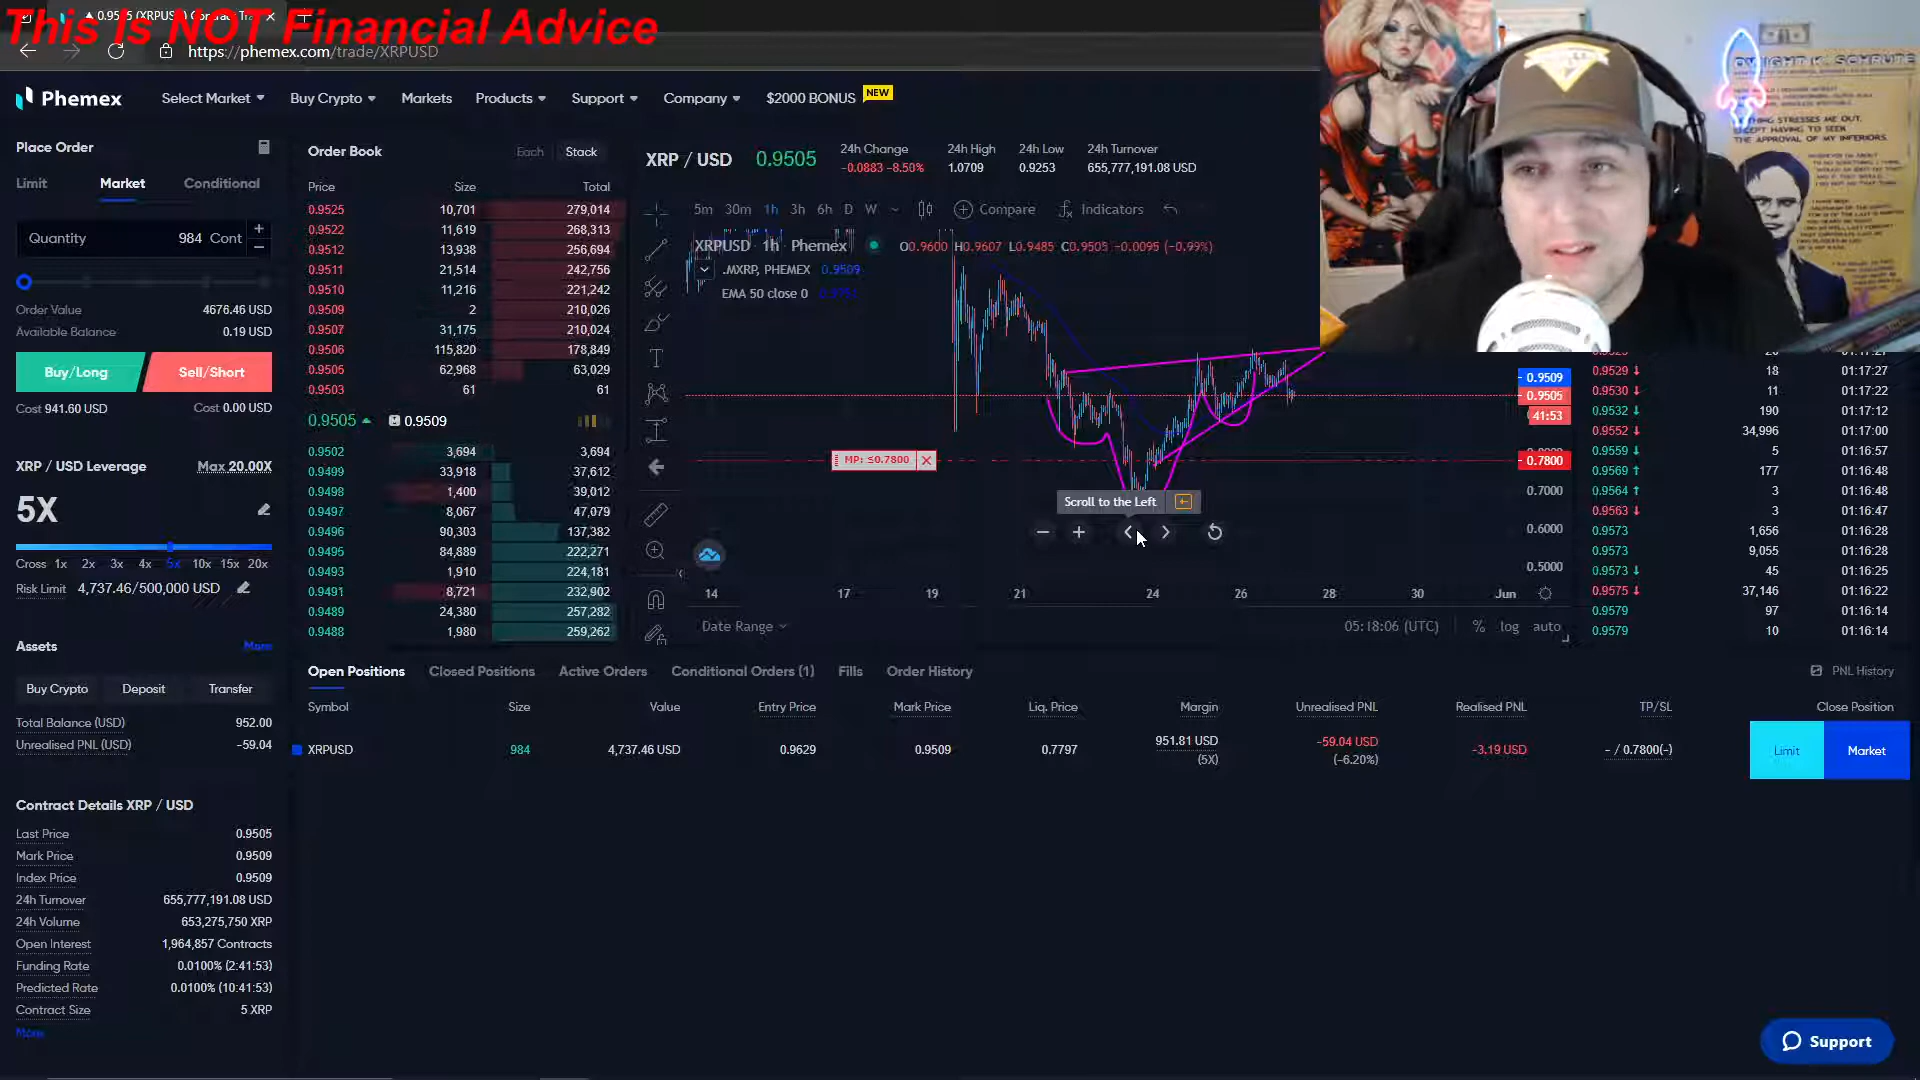 This is NOT Financial Advice
https://phemex.com/trade/XRPUSD
Phemex
Select Market
Buy Crypto
Markets
Products
Support
Company
$2000 BONUS
NEW
Place Order
Limit
Market
Conditional
Quantity
984 Cont
Order Value
4676.46 USD
Available Balance
0.19 USD
Buy/Long
Sell/Short
Cost 941.60 USD
Cost 0.00 USD
XRP / USD Leverage
Max 20.00X
5X
Cross 1x 2x 3x 4x 5x 10x 15x 20x
Risk Limit 4,737.46/500,000 USD
Assets
More
Buy Crypto
Deposit
Transfer
Total Balance (USD)
952.00
Unrealised PNL (USD)
-59.04
Contract Details XRP / USD
Last Price 0.9505
Mark Price 0.9509
Index Price 0.9509
24h Turnover 655,777,191.08 USD
24h Volume 653,275,750 XRP
Open Interest 1,964,857 Contracts
Funding Rate 0.0100% (2:41:53)
Predicted Rate 0.0100% (10:41:53)
Contract Size 5 XRP
More
Order Book
Each
Stack
Price Size Total
0.9525 10,701 279,014
0.9522 11,619 268,313
0.9512 13,938 256,694
0.9511 21,514 242,756
0.9510 11,216 221,242
0.9509 2 210,026
0.9507 31,175 210,024
0.9506 115,820 178,849
0.9505 62,968 63,029
0.9503 61 61
0.9505
0.9509
0.9502 3,694 3,694
0.9499 33,918 37,612
0.9498 1,400 39,012
0.9497 8,067 47,079
0.9496 90,303 137,382
0.9495 84,889 222,271
0.9493 1,910 224,181
0.9491 8,721 232,902
0.9489 24,380 257,282
0.9488 1,980 259,262
XRP / USD
0.9505
24h Change
-0.0883 -8.50%
24h High
1.0709
24h Low
0.9253
24h Turnover
655,777,191.08 USD
5m 30m 1h 3h 6h D W
Compare
Indicators
XRPUSD · 1h · Phemex
O0.9600 H0.9607 L0.9485 C0.9505 -0.0095 (-0.99%)
.MXRP, PHEMEX 0.9509
EMA 50 close 0
MP: ≤0.7800
Scroll to the Left
0.9509
0.9505
41:53
0.7800
0.7000
0.6000
0.5000
14 17 19 21 24 26 28 30 Jun
Date Range
05:18:06 (UTC)
% log auto
0.9529 18 01:17:27
0.9530 11 01:17:22
0.9532 190 01:17:12
0.9552 34,996 01:17:00
0.9559 5 01:16:57
0.9569 177 01:16:48
0.9564 3 01:16:48
0.9563 3 01:16:47
0.9573 1,656 01:16:28
0.9573 9,055 01:16:28
0.9573 45 01:16:25
0.9575 37,146 01:16:22
0.9579 97 01:16:14
0.9579 10 01:16:14
Open Positions
Closed Positions
Active Orders
Conditional Orders (1)
Fills
Order History
PNL History
Symbol Size Value Entry Price Mark Price Liq. Price Margin Unrealised PNL Realised PNL TP/SL Close Position
XRPUSD 984 4,737.46 USD 0.9629 0.9509 0.7797 951.81 USD -59.04 USD -3.19 USD - / 0.7800(-) Limit Market
(5X) (-6.20%)
Support
DWIGHT K SCHRUTE
THING STRESSES ME OUT.
EXCEPT HAVING TO SEEK
THE APPROVAL OF MY INFERIORS.